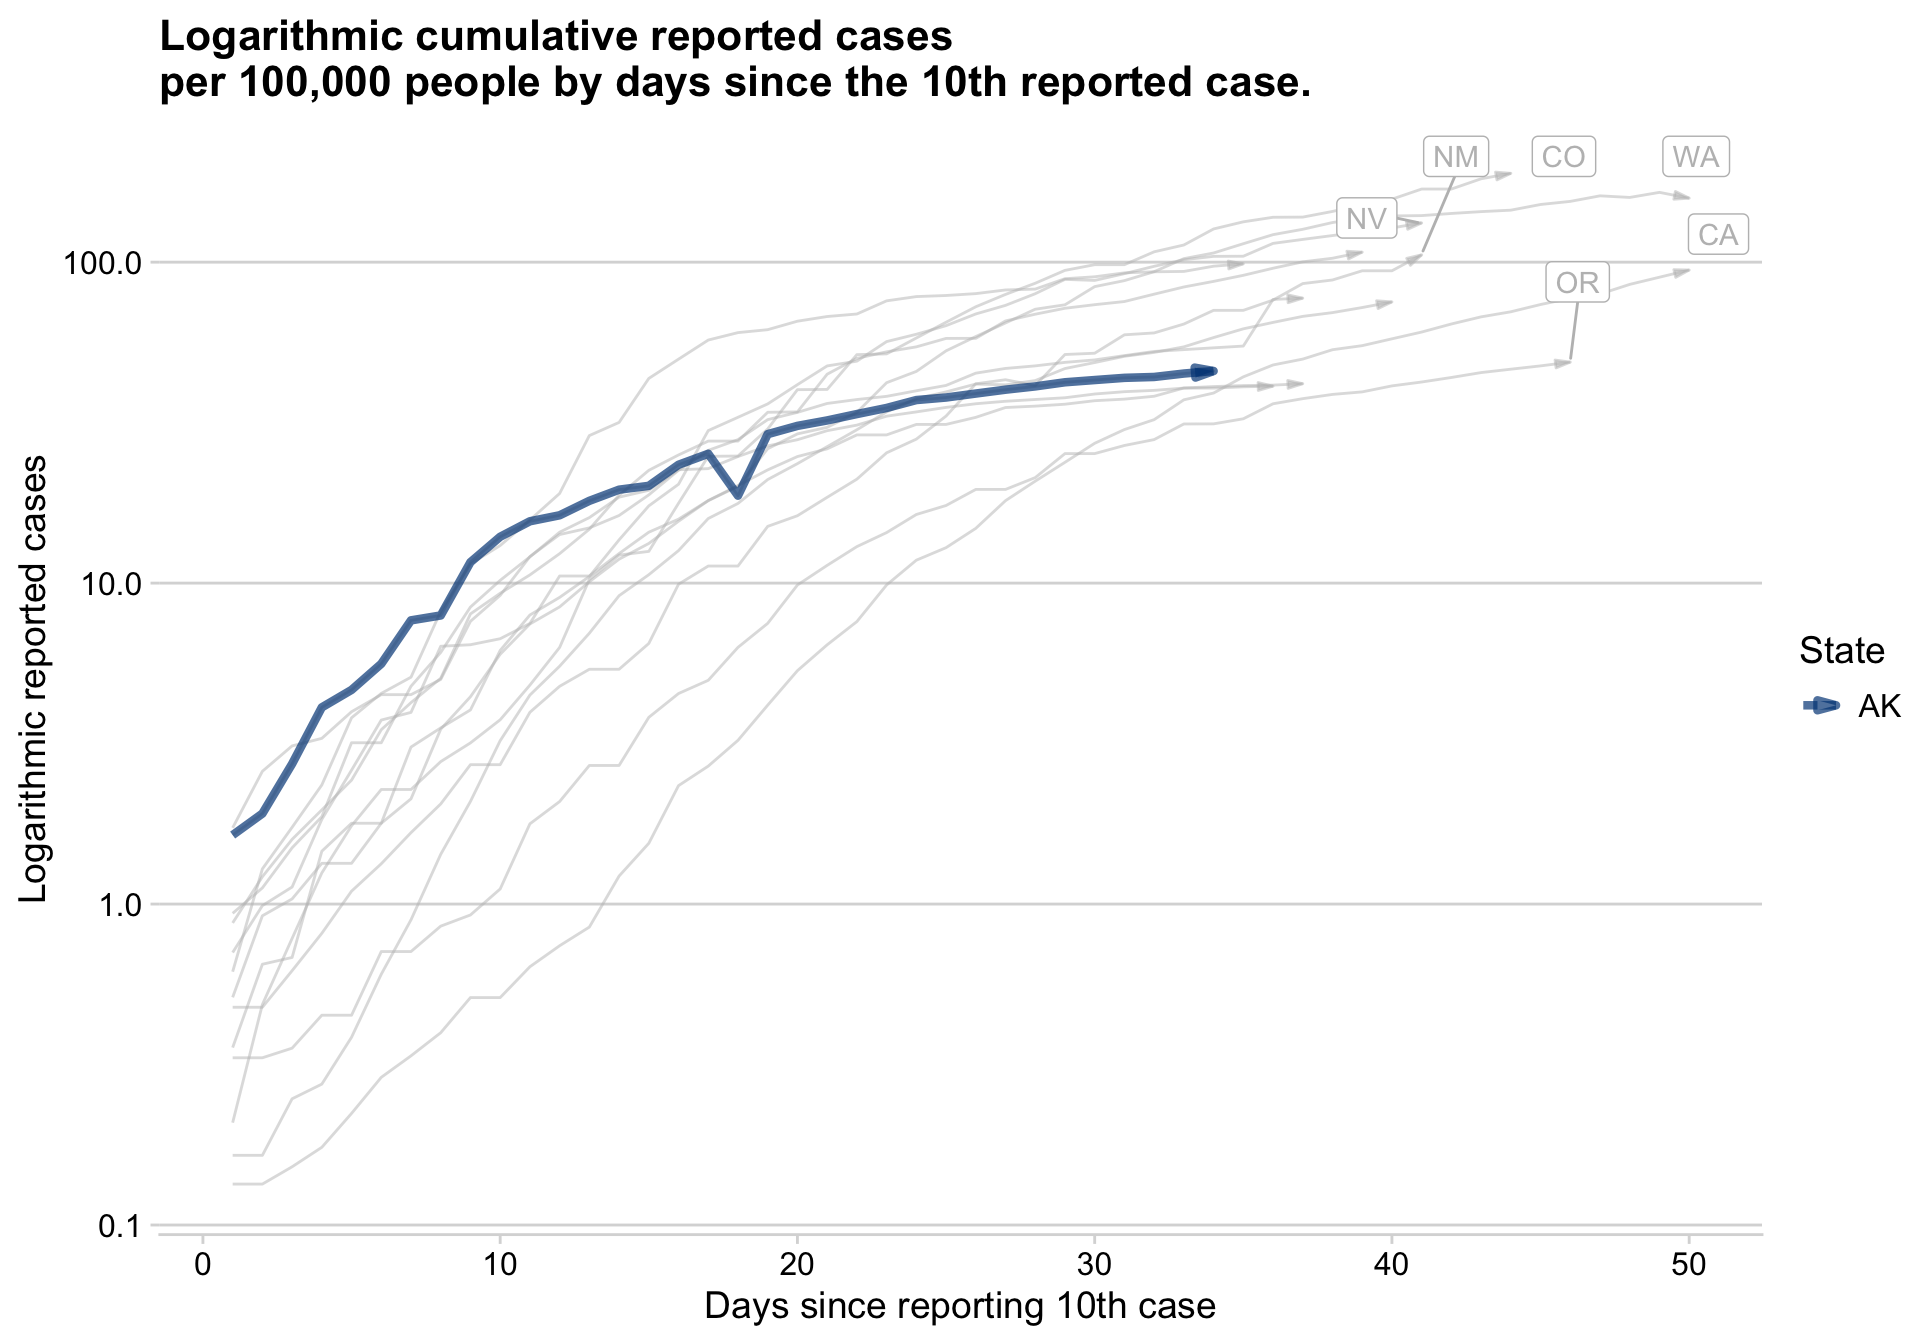 Logarithmic cumulative reported cases
per 100,000 people by days since the 10th reported case.
NM
CO
WA
NV
CA
OR
100.0
10.0
1.0
0.1
Logarithmic reported cases
State
AK
0
10
20
30
40
50
Days since reporting 10th case